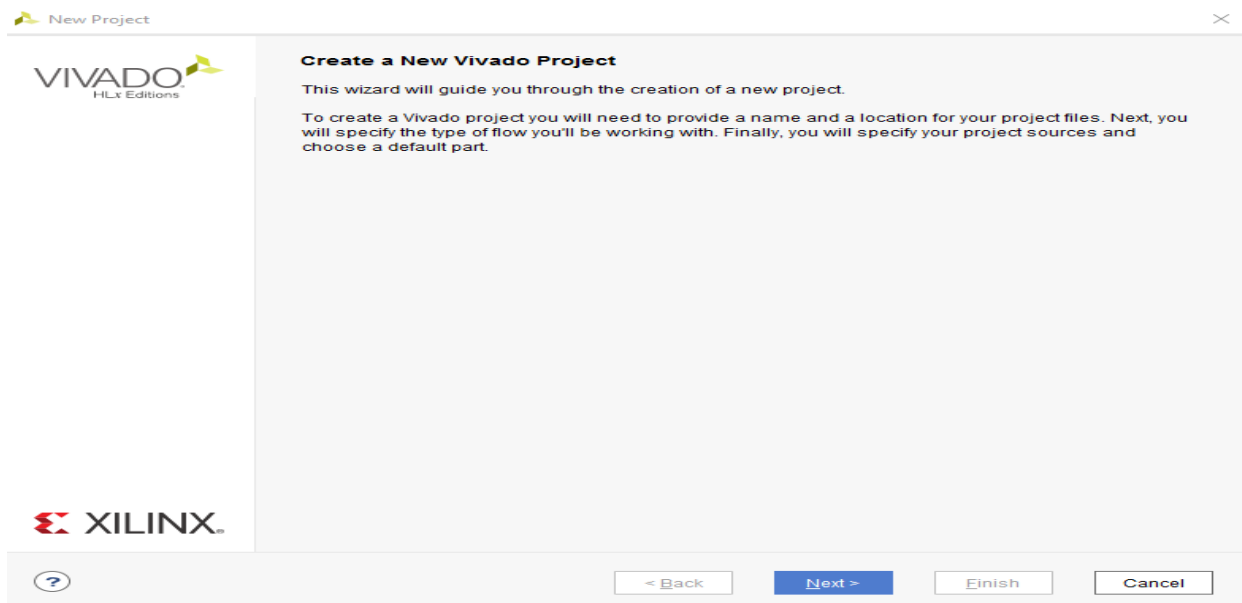 New Project
VIVADO
HLx Editions
Create a New Vivado Project
This wizard will guide you through the creation of a new project.
To create a Vivado project you will need to provide a name and a location for your project files. Next, you
will specify the type of flow you'll be working with. Finally, you will specify your project sources and
choose a default part.
XILINX
?
< Back
Next >
Finish
Cancel